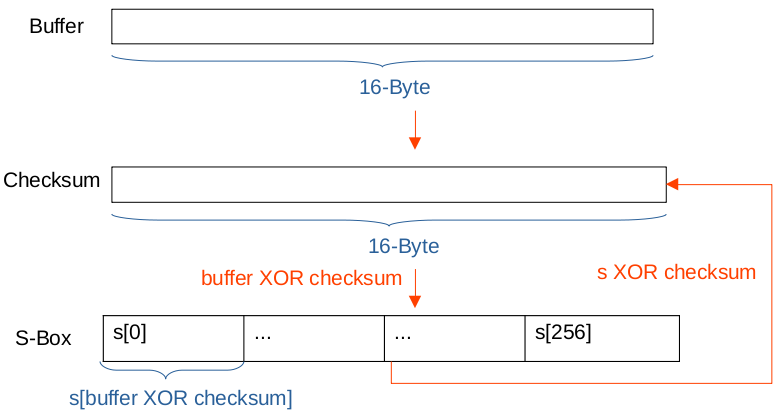 Buffer
16-Byte
Checksum
16-Byte
buffer XOR checksum
s XOR checksum
S-Box
s[0]
...
...
s[256]
s[buffer XOR checksum]